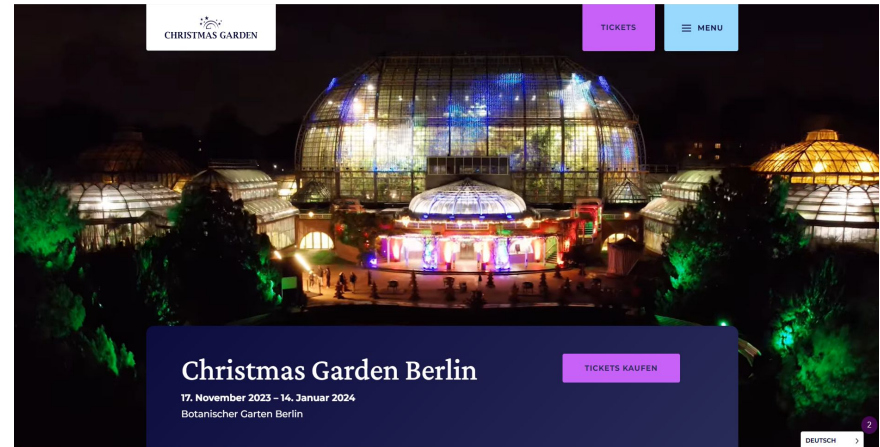 CHRISTMAS GARDEN
TICKETS
MENU
Christmas Garden Berlin
TICKETS KAUFEN
17. November 2023 – 14. Januar 2024
Botanischer Garten Berlin
2
DEUTSCH